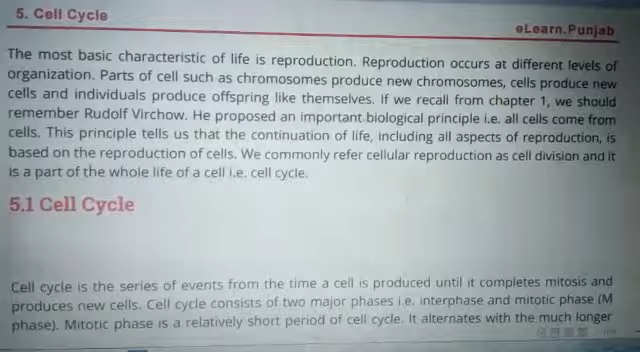 5. Cell Cycle
eLearn.Punjab
The most basic characteristic of life is reproduction. Reproduction occurs at different levels of
organization. Parts of cell such as chromosomes produce new chromosomes, cells produce new
cells and individuals produce offspring like themselves. If we recall from chapter 1, we should
remember Rudolf Virchow. He proposed an important biological principle i.e. all cells come from
cells. This principle tells us that the continuation of life, including all aspects of reproduction, is
based on the reproduction of cells. We commonly refer cellular reproduction as cell division and it
is a part of the whole life of a cell i.e. cell cycle.
5.1 Cell Cycle
Cell cycle is the series of events from the time a cell is produced until it completes mitosis and
produces new cells. Cell cycle consists of two major phases i.e. interphase and mitotic phase (M
phase). Mitotic phase is a relatively short period of cell cycle. It alternates with the much longer